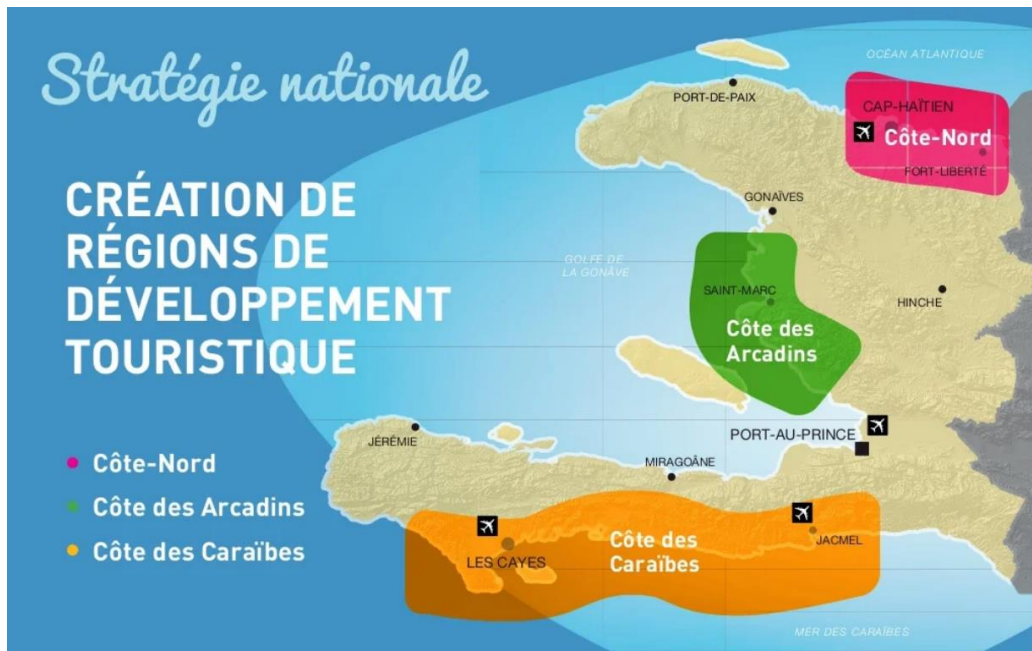 Stratégie nationale
CRÉATION DE
RÉGIONS DE
DÉVELOPPEMENT
TOURISTIQUE
Côte-Nord
Côte des Arcadins
Côte des Caraïbes
OCÉAN ATLANTIQUE
PORT-DE-PAIX
CAP-HAÏTIEN
Côte-Nord
FORT-LIBERTÉ
GONAÏVES
GOLFE DE
LA GONÂVE
SAINT-MARC
HINCHE
Côte des
Arcadins
PORT-AU-PRINCE
JÉRÉMIE
MIRAGOÂNE
Côte des
Caraïbes
JACMEL
LES CAYES
MER DES CARAÏBES